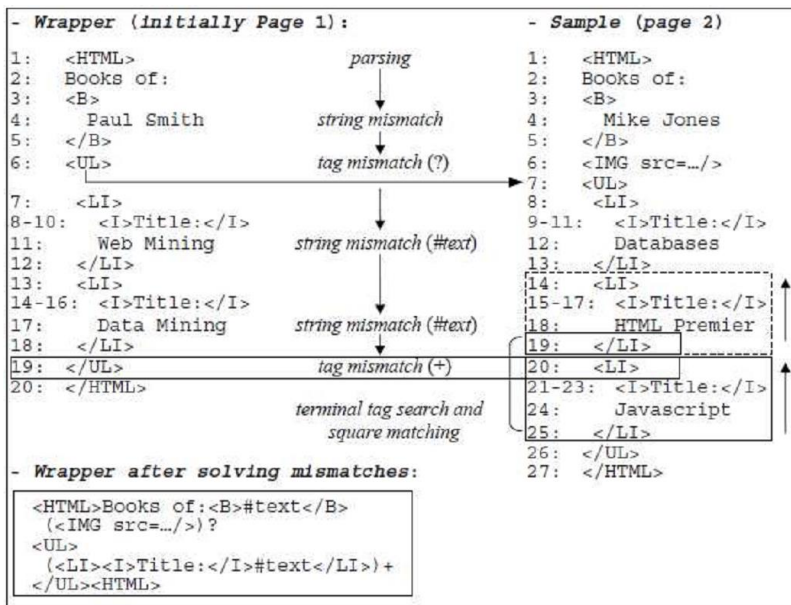 - Wrapper (initially Page 1):
1: <HTML>
2: Books of:
3: <B>
4: Paul Smith
5: </B>
6: <UL>
7: <LI>
8-10: <I>Title:</I>
11: Web Mining
12: </LI>
13: <LI>
14-16: <I>Title:</I>
17: Data Mining
18: </LI>
19: </UL>
20: </HTML>
parsing
string mismatch
tag mismatch (?)
string mismatch (#text)
string mismatch (#text)
tag mismatch (+)
terminal tag search and
square matching
- Sample (page 2)
1: <HTML>
2: Books of:
3: <B>
4: Mike Jones
5: </B>
6: <IMG src=…/>
7: <UL>
8: <LI>
9-11: <I>Title:</I>
12: Databases
13: </LI>
14: <LI>
15-17: <I>Title:</I>
18: HTML Premier
19: </LI>
20: <LI>
21-23: <I>Title:</I>
24: Javascript
25: </LI>
26: </UL>
27: </HTML>
- Wrapper after solving mismatches:
<HTML>Books of:<B>#text</B>
(<IMG src=…/>)?
<UL>
(<LI><I>Title:</I>#text</LI>)+
</UL><HTML>